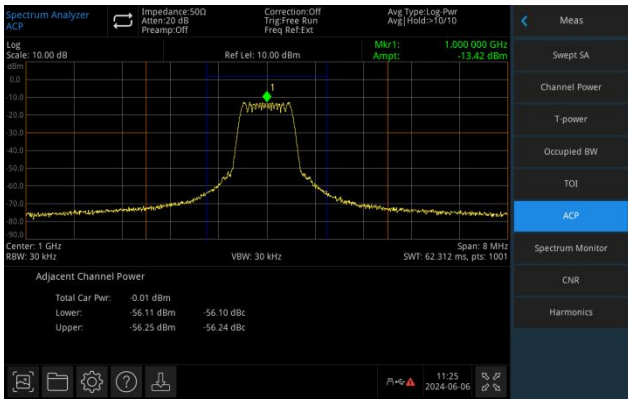 Spectrum Analyzer
ACP
Impedance:50Ω
Atten:20 dB
Preamp:Off
Correction:Off
Trig:Free Run
Freq Ref:Ext
Avg Type:Log-Pwr
Avg|Hold:>10/10
Meas
Log
Scale: 10.00 dB
Ref Lel: 10.00 dBm
Mkr1: 1.000 000 GHz
Ampt: -13.42 dBm
dBm
0.0
-10.0
-20.0
-30.0
-40.0
-50.0
-60.0
-70.0
-80.0
-90.0
1
Center: 1 GHz
RBW: 30 kHz
VBW: 30 kHz
Span: 8 MHz
SWT: 62.312 ms, pts: 1001
Adjacent Channel Power
Total Car Pwr: -0.01 dBm
Lower: -56.11 dBm -56.10 dBc
Upper: -56.25 dBm -56.24 dBc
Swept SA
Channel Power
T-power
Occupied BW
TOI
ACP
Spectrum Monitor
CNR
Harmonics
11:25
2024-06-06